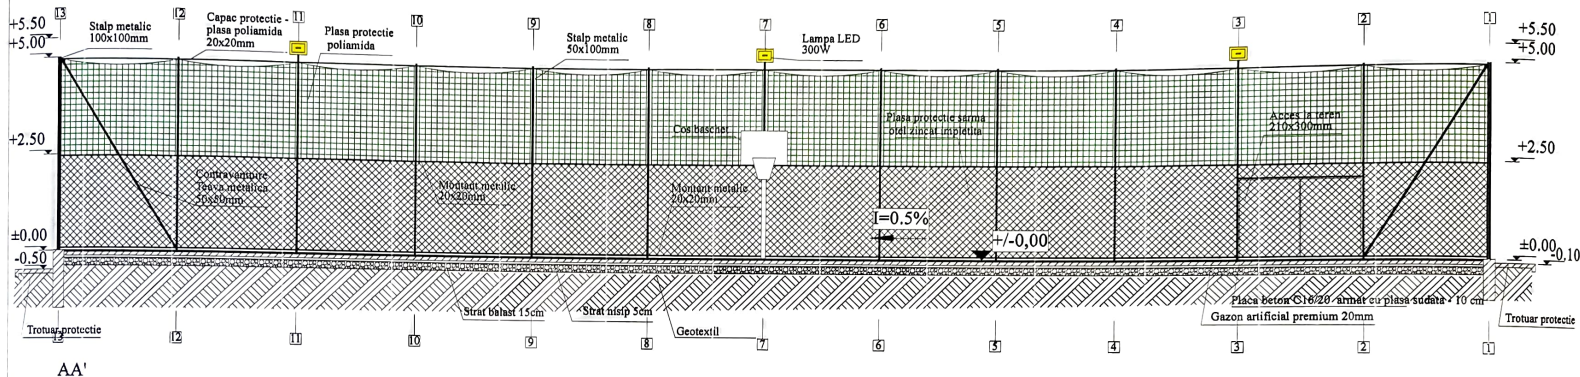 13
12
11
10
9
8
7
6
5
4
3
2
1
+5.50
+5.00
Stalp metalic
100x100mm
Capac protectie -
plasa poliamida
20x20mm
Plasa protectie
poliamida
Stalp metalic
50x100mm
Lampa LED
300W
+5.50
+5.00
Cos baschet
Plasa protectie sarma
otel zincat impletita
Acces la teren
210x300mm
+2.50
+2.50
Contravantuire
Teava metalica
50x50mm
Montant metalic
20x20mm
Montant metalic
20x20mm
I=0.5%
+/-0,00
±0.00
-0.50
±0.00
-0.10
Placa beton C16/20 armat cu plasa sudata - 10 cm
Strat balast 15cm
Strat nisip 5cm
Gazon artificial premium 20mm
Trotuar protectie
Geotextil
Trotuar protectie
13
12
11
10
9
8
7
6
5
4
3
2
1
AA'